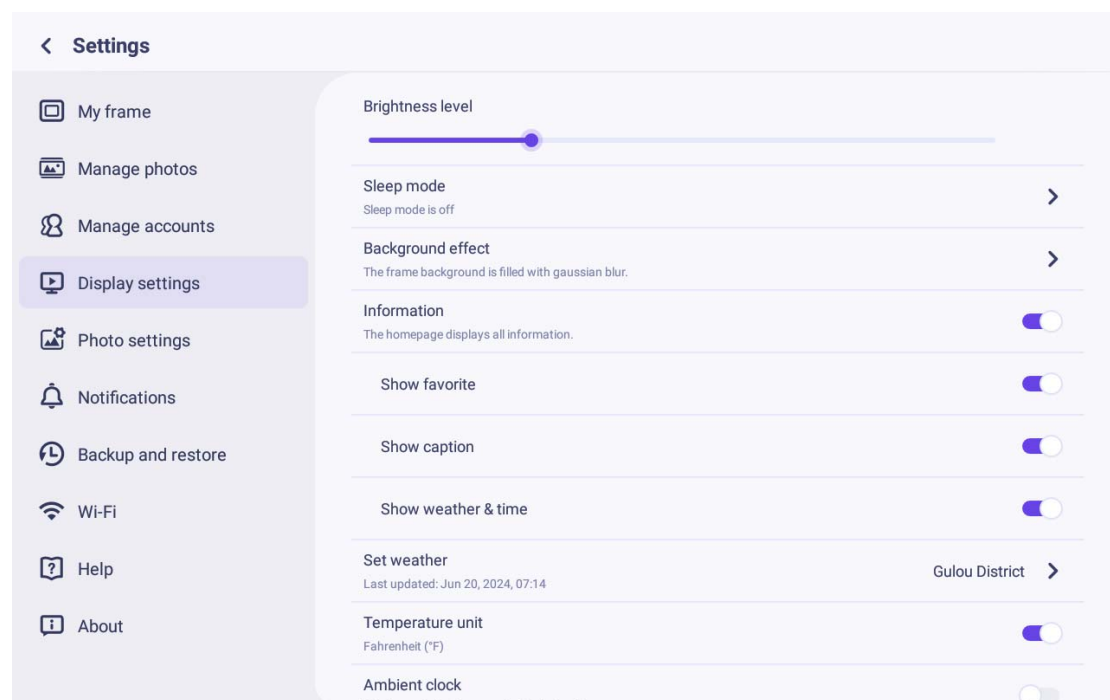 Settings
My frame
Manage photos
Manage accounts
Display settings
Photo settings
Notifications
Backup and restore
Wi-Fi
Help
About
Brightness level
Sleep mode
Sleep mode is off
Background effect
The frame background is filled with gaussian blur.
Information
The homepage displays all information.
Show favorite
Show caption
Show weather & time
Set weather
Last updated: Jun 20, 2024, 07:14
Gulou District
Temperature unit
Fahrenheit (°F)
Ambient clock